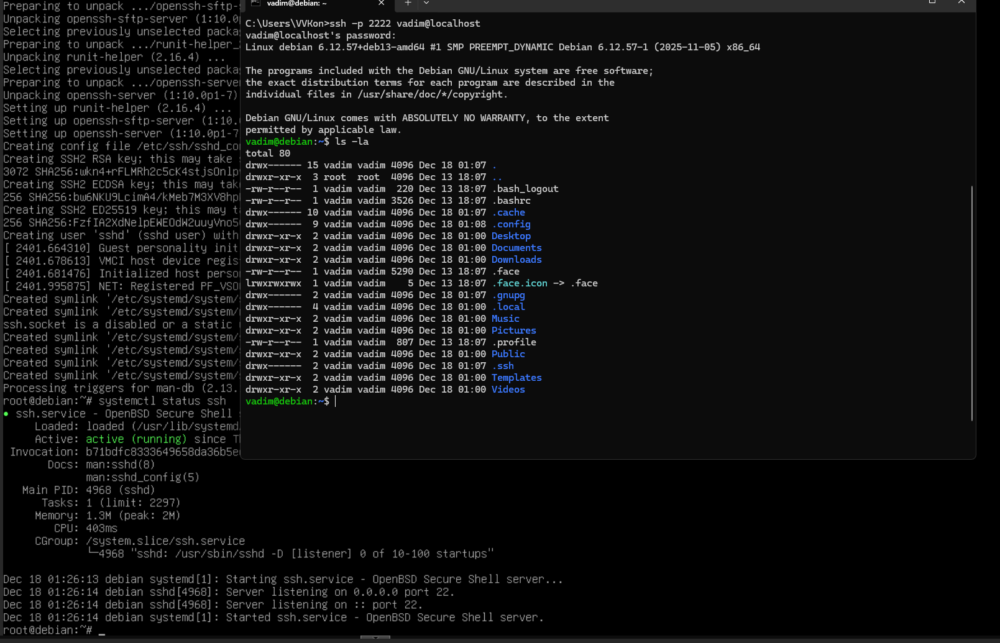 Preparing to unpack .../openssh-sftp-
Unpacking openssh-sftp-server (1:10.0p
Selecting previously unselected packa
Preparing to unpack .../runit-helper_
Unpacking runit-helper (2.16.4) ...
Selecting previously unselected packa
Preparing to unpack .../openssh-serve
Unpacking openssh-server (1:10.0p1-7)
Setting up runit-helper (2.16.4) ...
Setting up openssh-sftp-server (1:10.
Setting up openssh-server (1:10.0p1-7
Creating config file /etc/ssh/sshd_co
Creating SSH2 RSA key; this may take
3072 SHA256:wkn4+rFLMRh2c5cK4stjsOnlp
Creating SSH2 ECDSA key; this may tak
256 SHA256:bw6NKU9LcimA4/kMeb7M3XV8hp
Creating SSH2 ED25519 key; this may t
256 SHA256:FzfIA2XdNelpEWEOdW2uuyVno5
Creating user 'sshd' (sshd user) with
[ 2401.664310] Guest personality init
[ 2401.678613] VMCI host device regis
[ 2401.681476] Initialized host perso
[ 2401.995875] NET: Registered PF_VSO
Created symlink '/etc/systemd/system/
Created symlink '/etc/systemd/system/
ssh.socket is a disabled or a static
Created symlink '/etc/systemd/system/
Created symlink '/etc/systemd/system/
Created symlink '/etc/systemd/system/
Created symlink '/etc/systemd/system/
Processing triggers for man-db (2.13.
root@debian:~# systemctl status ssh
● ssh.service - OpenBSD Secure Shell
Loaded: loaded (/usr/lib/systemd
Active: active (running) since Th
Invocation: b71bdfc8333649658da36b5e
Docs: man:sshd(8)
man:sshd_config(5)
Main PID: 4968 (sshd)
Tasks: 1 (limit: 2297)
Memory: 1.3M (peak: 2M)
CPU: 403ms
CGroup: /system.slice/ssh.service
└─4968 "sshd: /usr/sbin/sshd -D [listener] 0 of 10-100 startups"
Dec 18 01:26:13 debian systemd[1]: Starting ssh.service - OpenBSD Secure Shell server...
Dec 18 01:26:14 debian sshd[4968]: Server listening on 0.0.0.0 port 22.
Dec 18 01:26:14 debian sshd[4968]: Server listening on :: port 22.
Dec 18 01:26:14 debian systemd[1]: Started ssh.service - OpenBSD Secure Shell server.
root@debian:~# _
vadim@debian: ~
C:\Users\VVKon>ssh -p 2222 vadim@localhost
vadim@localhost's password:
Linux debian 6.12.57+deb13-amd64 #1 SMP PREEMPT_DYNAMIC Debian 6.12.57-1 (2025-11-05) x86_64
The programs included with the Debian GNU/Linux system are free software;
the exact distribution terms for each program are described in the
individual files in /usr/share/doc/*/copyright.
Debian GNU/Linux comes with ABSOLUTELY NO WARRANTY, to the extent
permitted by applicable law.
vadim@debian:~$ ls -la
total 80
drwx------ 15 vadim vadim 4096 Dec 18 01:07 .
drwxr-xr-x 3 root root 4096 Dec 13 18:07 ..
-rw-r--r-- 1 vadim vadim 220 Dec 13 18:07 .bash_logout
-rw-r--r-- 1 vadim vadim 3526 Dec 13 18:07 .bashrc
drwx------ 10 vadim vadim 4096 Dec 18 01:07 .cache
drwx------ 9 vadim vadim 4096 Dec 18 01:08 .config
drwxr-xr-x 2 vadim vadim 4096 Dec 18 01:00 Desktop
drwxr-xr-x 2 vadim vadim 4096 Dec 18 01:00 Documents
drwxr-xr-x 2 vadim vadim 4096 Dec 18 01:00 Downloads
-rw-r--r-- 1 vadim vadim 5290 Dec 13 18:07 .face
lrwxrwxrwx 1 vadim vadim 5 Dec 13 18:07 .face.icon -> .face
drwx------ 2 vadim vadim 4096 Dec 18 01:07 .gnupg
drwx------ 4 vadim vadim 4096 Dec 18 01:00 .local
drwxr-xr-x 2 vadim vadim 4096 Dec 18 01:00 Music
drwxr-xr-x 2 vadim vadim 4096 Dec 18 01:00 Pictures
-rw-r--r-- 1 vadim vadim 807 Dec 13 18:07 .profile
drwxr-xr-x 2 vadim vadim 4096 Dec 18 01:00 Public
drwx------ 2 vadim vadim 4096 Dec 18 01:07 .ssh
drwxr-xr-x 2 vadim vadim 4096 Dec 18 01:00 Templates
drwxr-xr-x 2 vadim vadim 4096 Dec 18 01:00 Videos
vadim@debian:~$